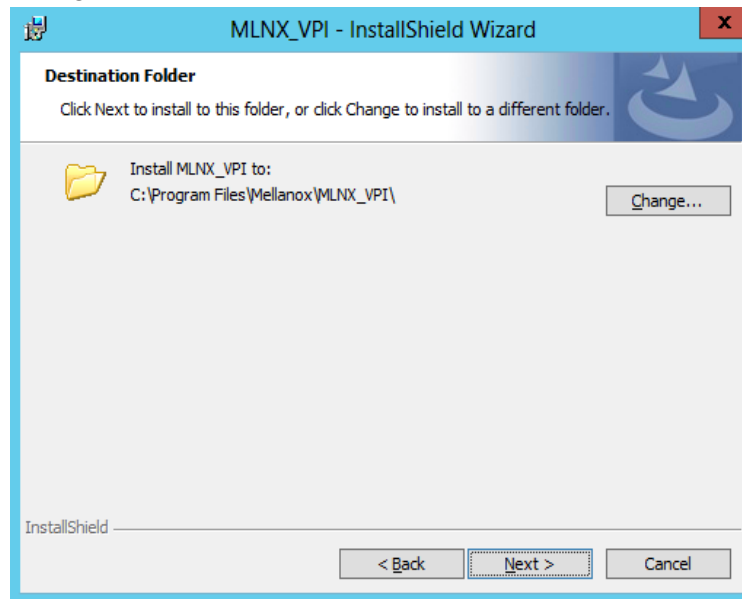 MLNX_VPI - InstallShield Wizard
x
Destination Folder
Click Next to install to this folder, or click Change to install to a different folder.
Install MLNX_VPI to:
C:\Program Files\Mellanox\MLNX_VPI\
Change...
InstallShield
< Back
Next >
Cancel